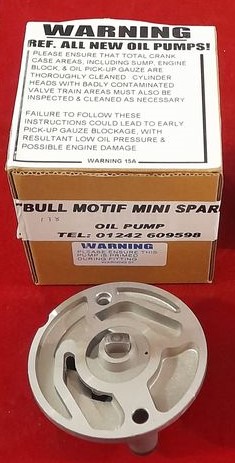 WARNING
REF. ALL NEW OIL PUMPS!
PLEASE ENSURE THAT TOTAL CRANK
CASE AREAS, INCLUDING SUMP, ENGINE
BLOCK, & OIL PICK-UP GAUZE ARE
THOROUGHLY CLEANED CYLINDER
HEADS WITH BADLY CONTAMINATED
VALVE TRAIN AREAS MUST ALSO BE
INSPECTED & CLEANED AS NECESSARY
FAILURE TO FOLLOW THESE
INSTRUCTIONS COULD LEAD TO EARLY
PICK-UP GAUZE BLOCKAGE, WITH
RESULTANT LOW OIL PRESSURE &
POSSIBLE ENGINE DAMAGE
WARNING 15A
BULL MOTIF MINI SPAR
OIL PUMP
TEL: 01242 609598
WARNING
PLEASE ENSURE THIS
PUMP IS PRIMED
DURING FITTING